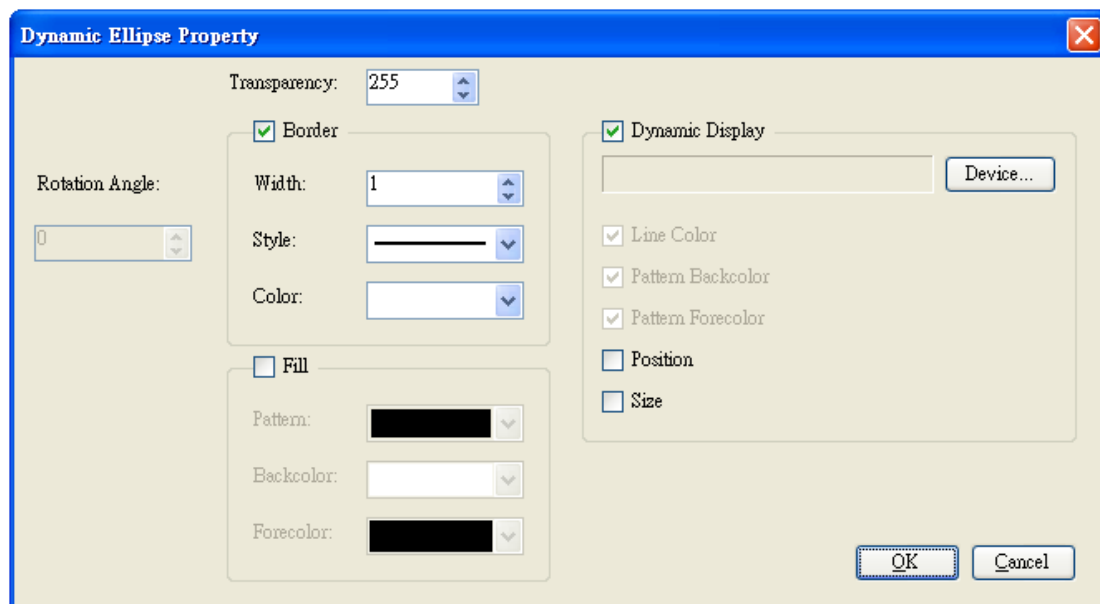 Dynamic Ellipse Property
Transparency: 255
Border
Rotation Angle:
0
Width: 1
Style:
Color:
Fill
Pattern:
Backcolor:
Forecolor:
Dynamic Display
Device...
Line Color
Pattern Backcolor
Pattern Forecolor
Position
Size
OK
Cancel